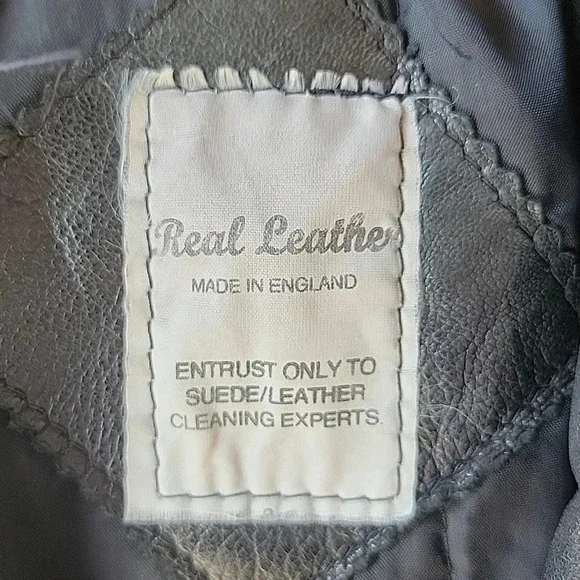 Real Leather
MADE IN ENGLAND
ENTRUST ONLY TO
SUEDE/LEATHER
CLEANING EXPERTS.